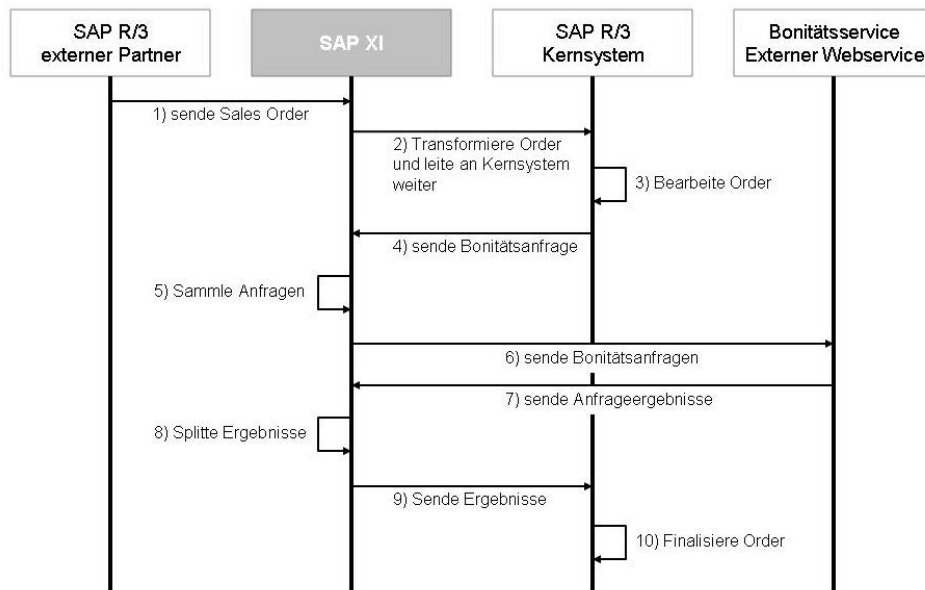 SAP R/3
externer Partner
SAP XI
SAP R/3
Kernsystem
Bonitätsservice
Externer Webservice
1) sende Sales Order
2) Transformiere Order
und leite an Kernsystem
weiter
3) Bearbeite Order
4) sende Bonitätsanfrage
5) Sammle Anfragen
6) sende Bonitätsanfragen
7) sende Anfrageergebnisse
8) Splitte Ergebnisse
9) Sende Ergebnisse
10) Finalisiere Order